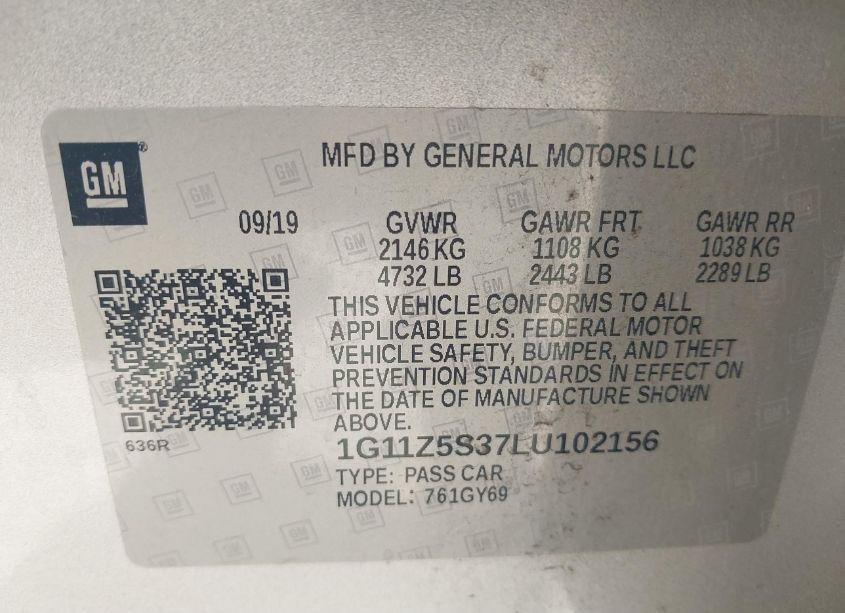 GM®
MFD BY GENERAL MOTORS LLC
09/19 GVWR GAWR FRT GAWR RR
2146 KG 1108 KG 1038 KG
4732 LB 2443 LB 2289 LB
THIS VEHICLE CONFORMS TO ALL
APPLICABLE U.S. FEDERAL MOTOR
VEHICLE SAFETY, BUMPER, AND THEFT
PREVENTION STANDARDS IN EFFECT ON
THE DATE OF MANUFACTURE SHOWN
ABOVE.
636R
1G11Z5S37LU102156
TYPE: PASS CAR
MODEL: 761GY69